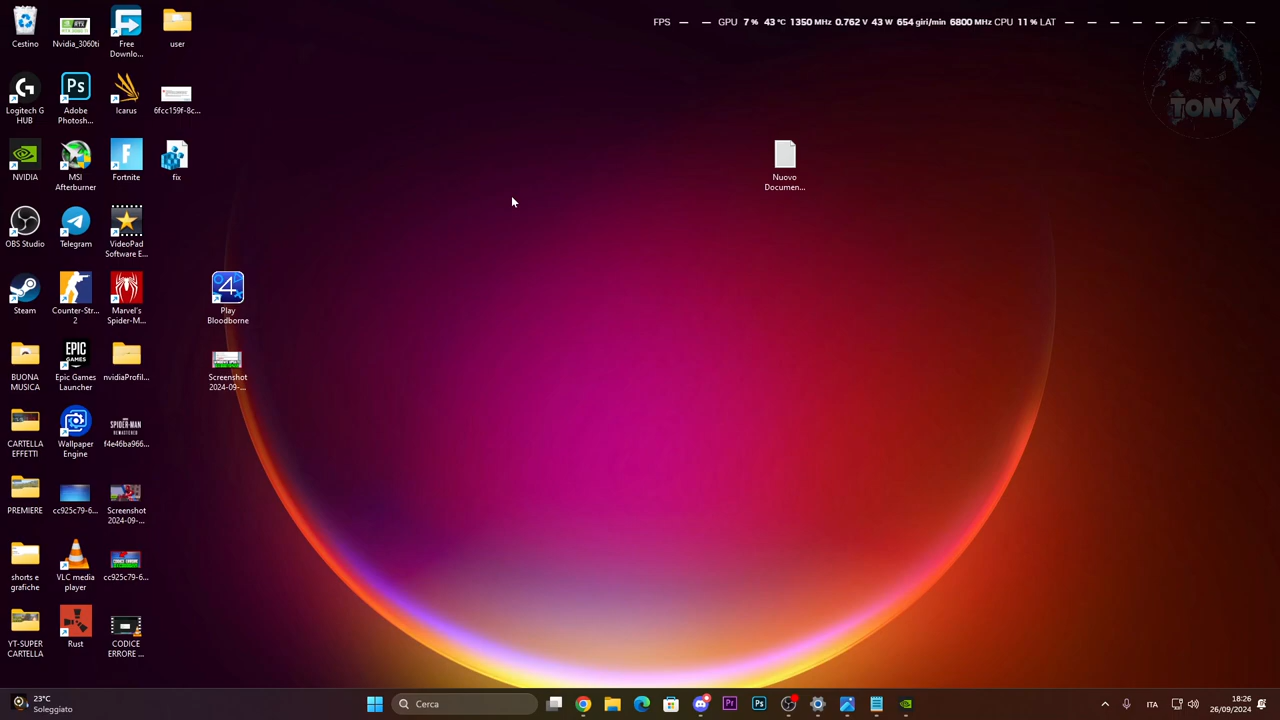 FPS — — GPU 7 % 43 °C 1350 MHz 0.762 V 43 W 654 giri/min 6800 MHz CPU 11 % LAT — — — — — — — —
TONY
Cestino
Nvidia_3060ti
Free Downlo...
user
Logitech G HUB
Adobe Photosh...
Icarus
6fcc159f-8c...
NVIDIA
MSI Afterburner
Fortnite
fix
Nuovo Documen...
OBS Studio
Telegram
VideoPad Software E...
Steam
Counter-Str... 2
Marvel's Spider-M...
Play Bloodborne
BUONA MUSICA
Epic Games Launcher
nvidiaProfil...
Screenshot 2024-09-...
CARTELLA EFFETTI
Wallpaper Engine
f4e46ba966...
PREMIERE
cc925c79-6...
Screenshot 2024-09-...
shorts e grafiche
VLC media player
cc925c79-6...
YT-SUPER CARTELLA
Rust
CODICE ERRORE ...
23°C
Soleggiato
Cerca
ITA
18:26
26/09/2024